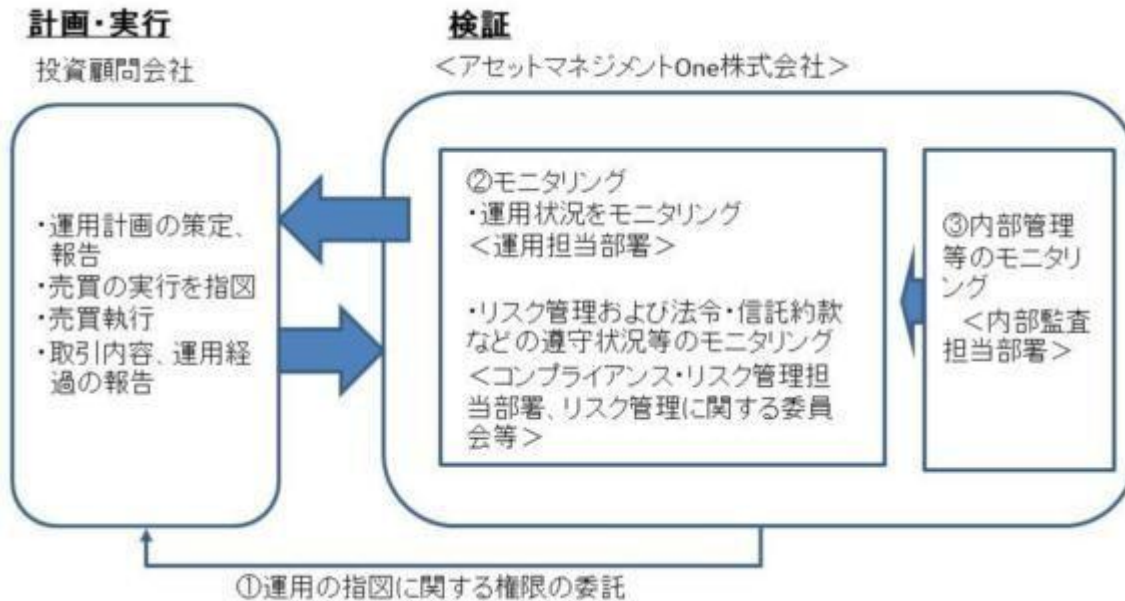 計画・実行
投資顧問会社
・運用計画の策定、
報告
・売買の実行を指図
・売買執行
・取引内容、運用経
過の報告
検証
＜アセットマネジメントOne株式会社＞
②モニタリング
・運用状況をモニタリング
＜運用担当部署＞
・リスク管理および法令・信託約款
などの遵守状況等のモニタリング
＜コンプライアンス・リスク管理担
当部署、リスク管理に関する委員
会等＞
③内部管理
等のモニタリ
ング
＜内部監査
担当部署＞
①運用の指図に関する権限の委託